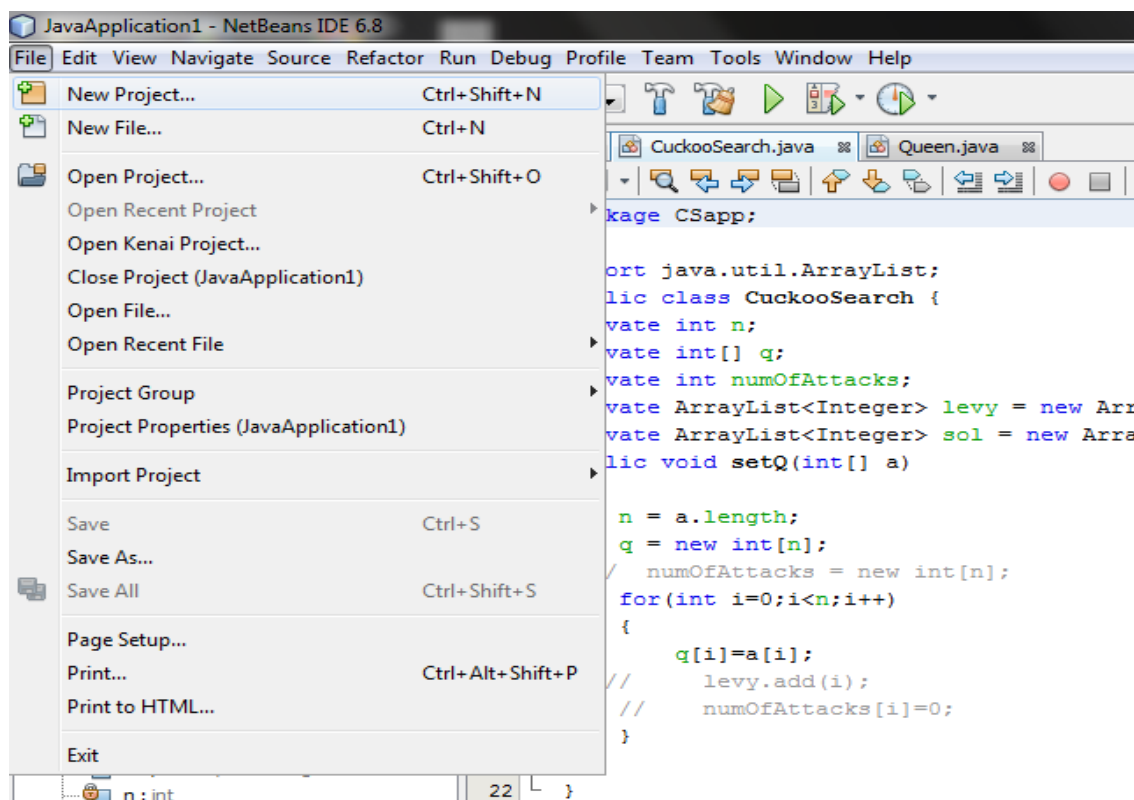 JavaApplication1 - NetBeans IDE 6.8
File Edit View Navigate Source Refactor Run Debug Profile Team Tools Window Help
New Project... Ctrl+Shift+N
New File... Ctrl+N
Open Project... Ctrl+Shift+O
Open Recent Project
Open Kenai Project...
Close Project (JavaApplication1)
Open File...
Open Recent File
Project Group
Project Properties (JavaApplication1)
Import Project
Save Ctrl+S
Save As...
Save All Ctrl+Shift+S
Page Setup...
Print... Ctrl+Alt+Shift+P
Print to HTML...
Exit
n : int
CuckooSearch.java Queen.java
kage CSapp;
ort java.util.ArrayList;
lic class CuckooSearch {
vate int n;
vate int[] q;
vate int numOfAttacks;
vate ArrayList<Integer> levy = new Arr
vate ArrayList<Integer> sol = new Arra
lic void setQ(int[] a)
n = a.length;
q = new int[n];
/ numOfAttacks = new int[n];
for(int i=0;i<n;i++)
{
q[i]=a[i];
// levy.add(i);
// numOfAttacks[i]=0;
}
22 }